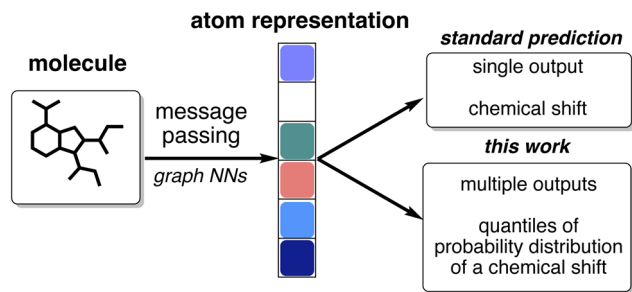 atom representation
molecule
message
passing
graph NNs
standard prediction
single output
chemical shift
this work
multiple outputs
quantiles of
probability distribution
of a chemical shift